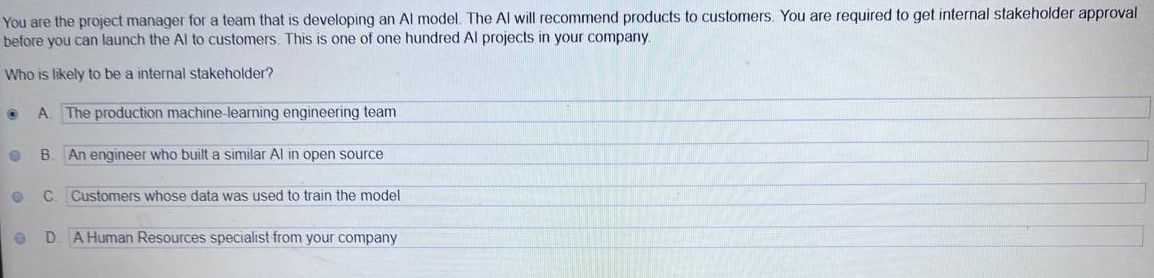 You are the project manager for a team that is developing an AI model. The AI will recommend products to customers. You are required to get internal stakeholder approval
before you can launch the AI to customers. This is one of one hundred AI projects in your company.
Who is likely to be a internal stakeholder?
A. The production machine-learning engineering team
B. An engineer who built a similar AI in open source
C. Customers whose data was used to train the model
D. A Human Resources specialist from your company